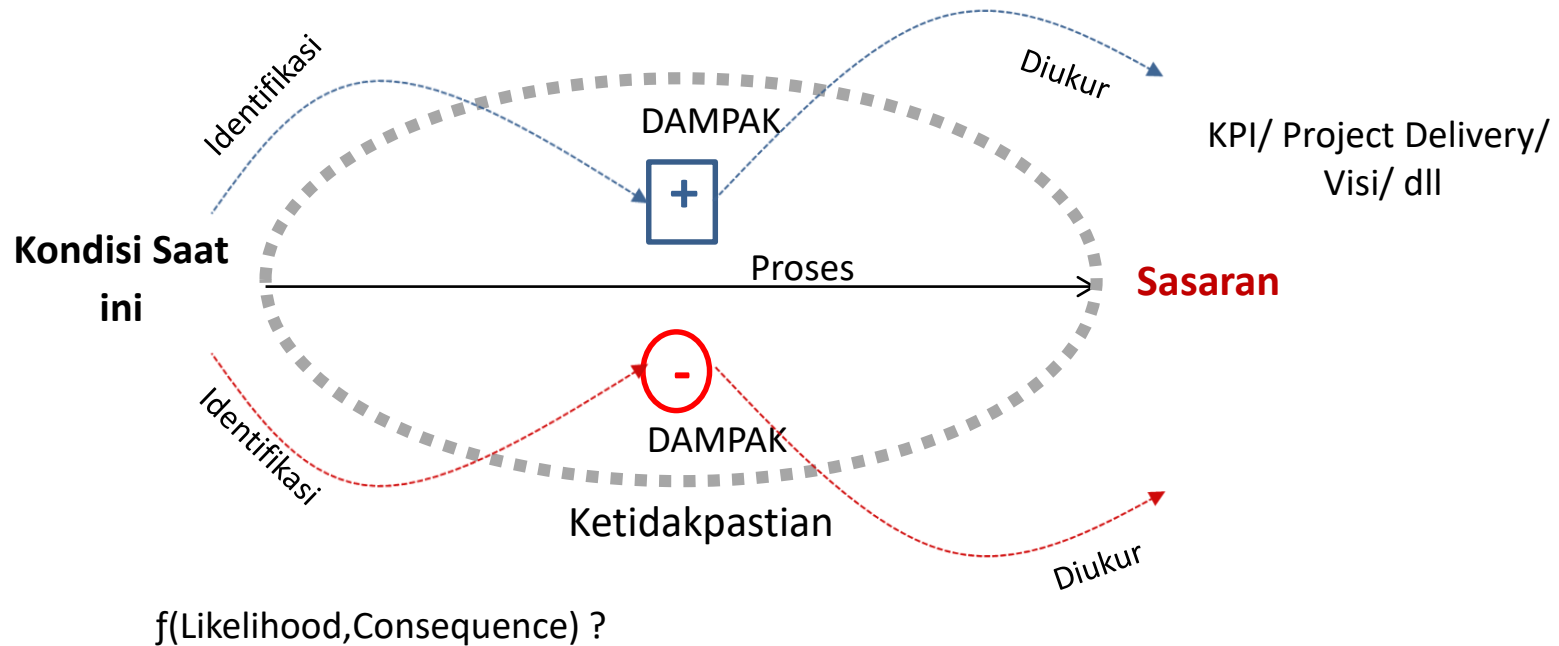 Identifikasi
Diukur
DAMPAK
+
KPI/ Project Delivery/
Visi/ dll
Kondisi Saat
ini
Proses
Sasaran
-
DAMPAK
Identifikasi
Ketidakpastian
Diukur
ƒ(Likelihood,Consequence) ?